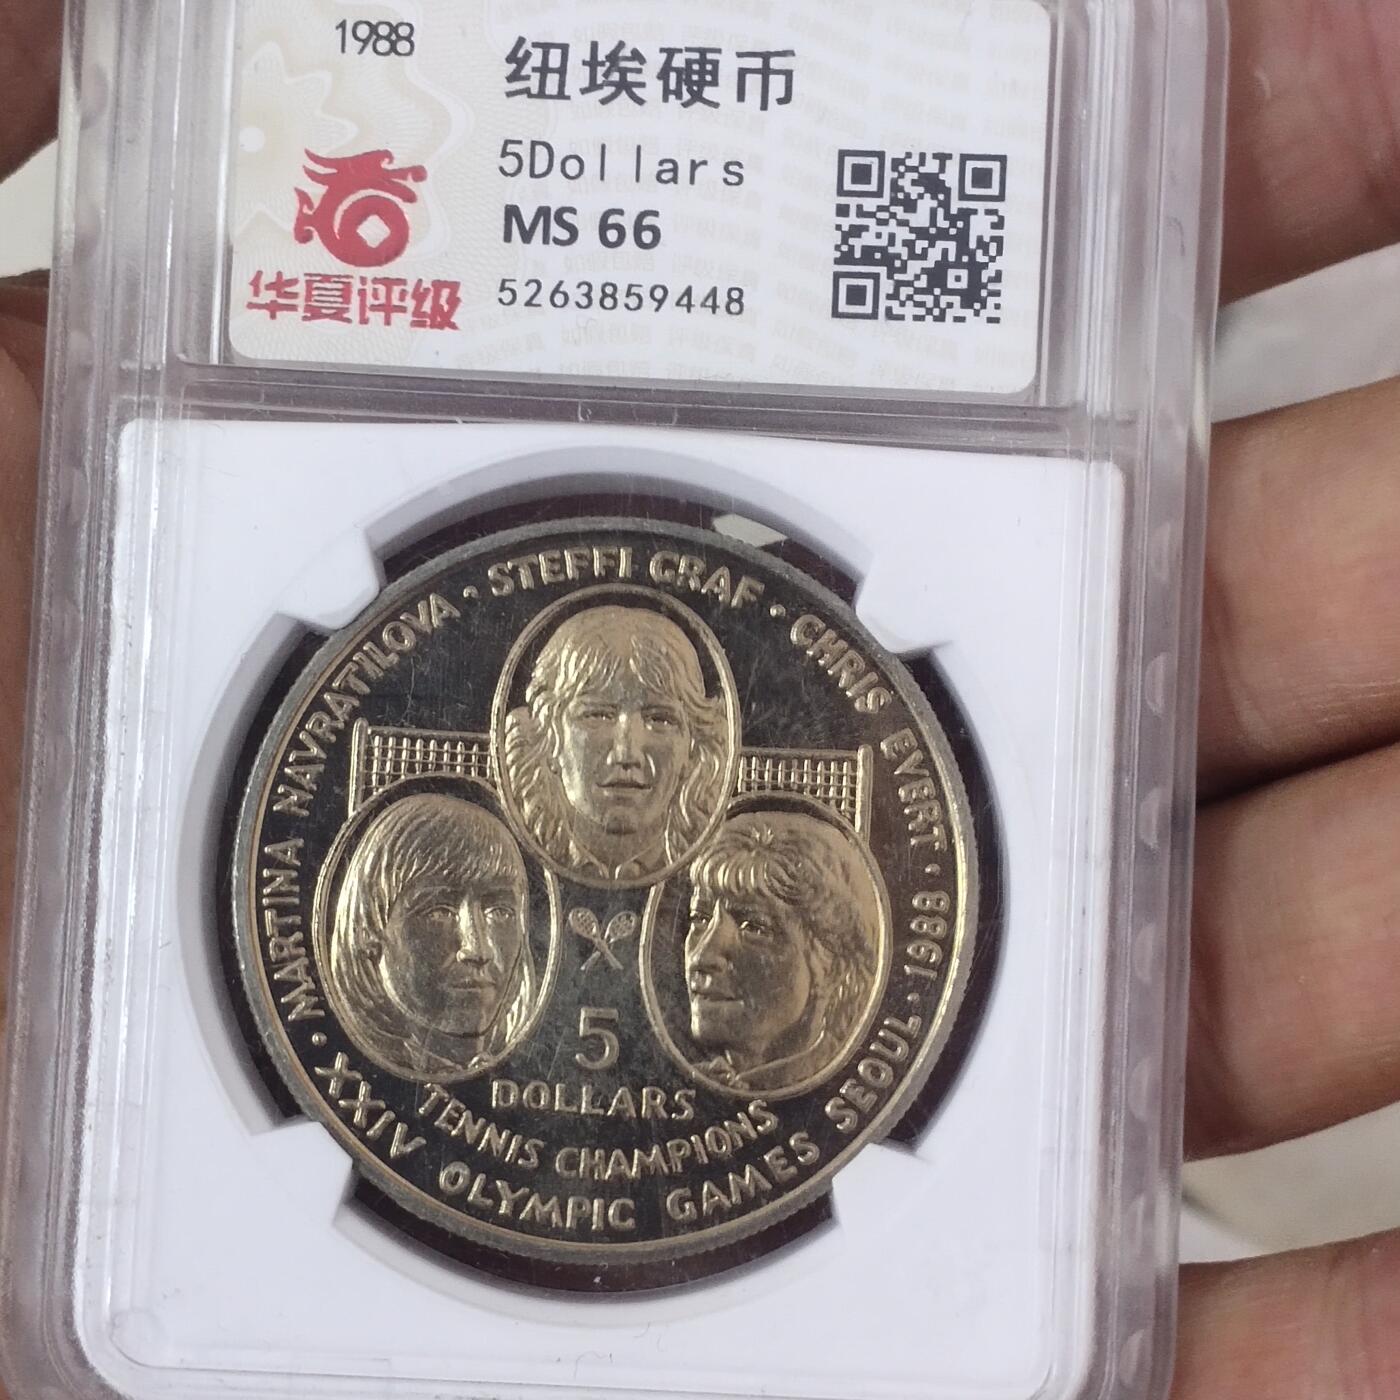 1988
纽埃硬币
5Dollars
MS 66
5263859448
华夏评级
MARTINA NAVRATILOVA · STEFFI GRAF · CHRIS EVERT ·
5
DOLLARS
TENNIS CHAMPIONS
· XXIV OLYMPIC GAMES SEOUL · 1988